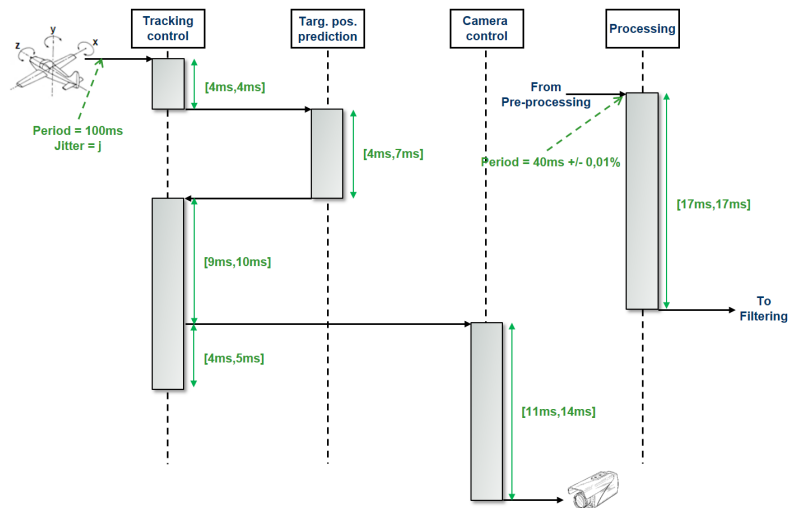 Tracking
control
Targ. pos.
prediction
Camera
control
Processing
y
z
x
[4ms,4ms]
From
Pre-processing
Period = 100ms
Jitter = j
[4ms,7ms]
Period = 40ms +/- 0,01%
[17ms,17ms]
[9ms,10ms]
To
Filtering
[4ms,5ms]
[11ms,14ms]